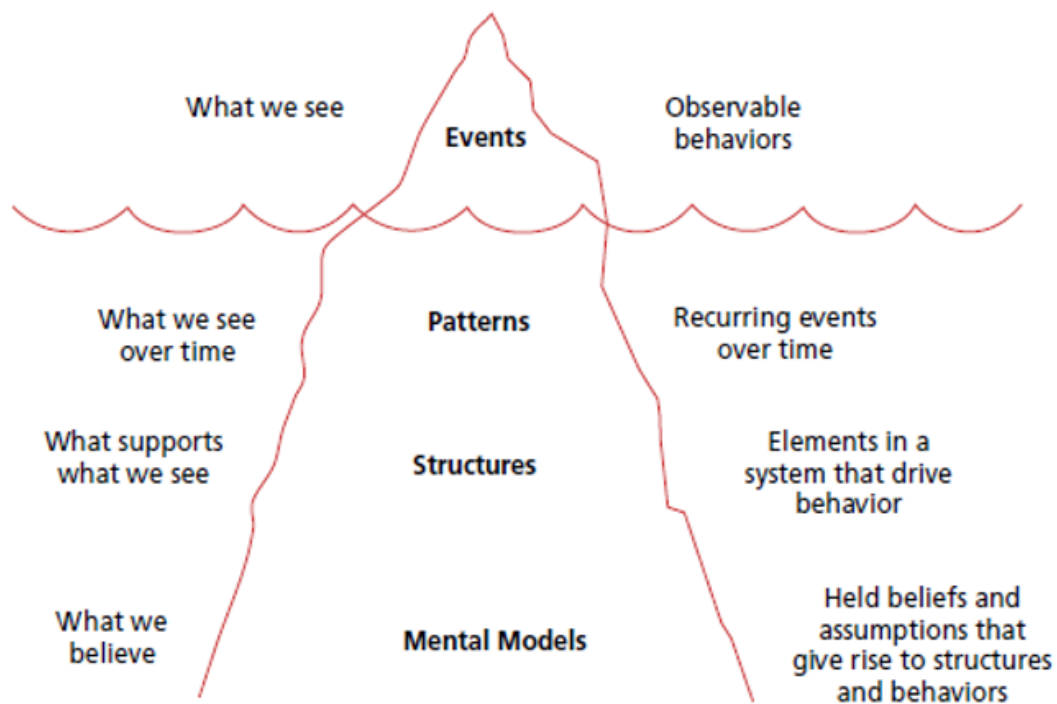 What we see
Events
Observable
behaviors
What we see
over time
Patterns
Recurring events
over time
What supports
what we see
Structures
Elements in a
system that drive
behavior
What we
believe
Mental Models
Held beliefs and
assumptions that
give rise to structures
and behaviors